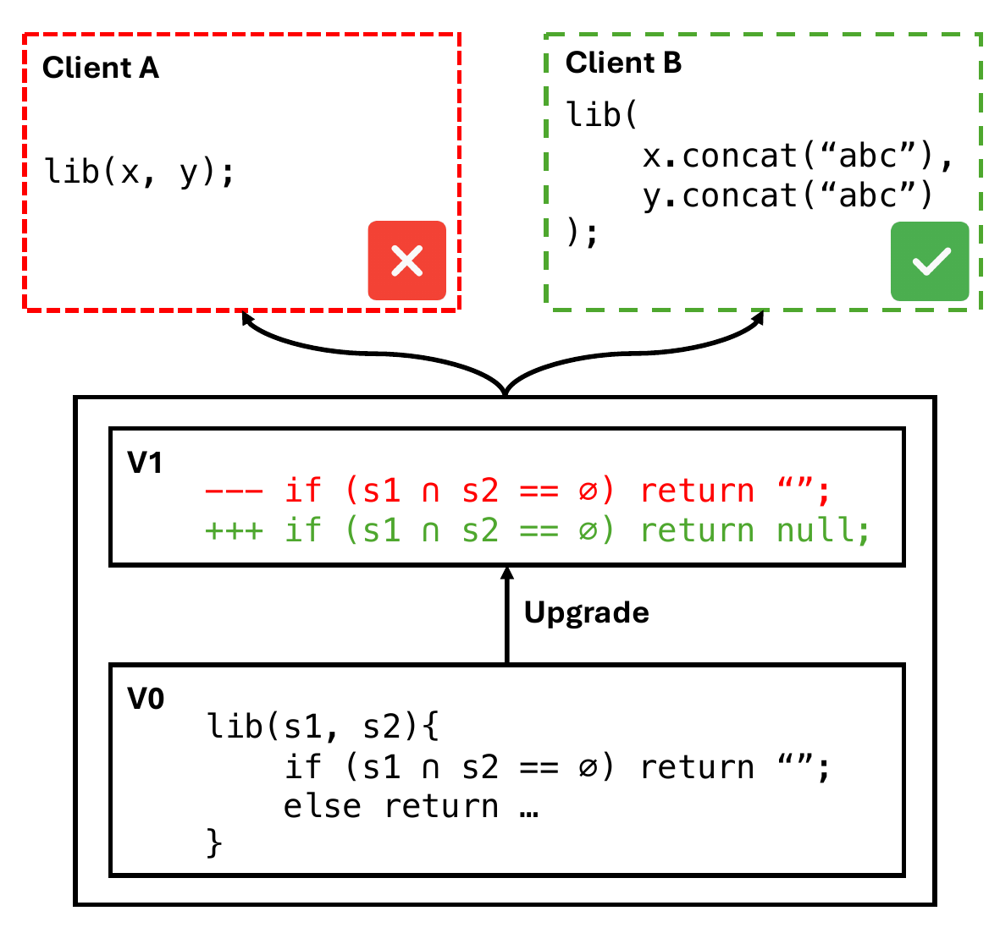 Client A
lib(x, y);
Client B
lib(
    x.concat(“abc”),
    y.concat(“abc”)
);
V1
--- if (s1 ∩ s2 == ∅) return “”;
+++ if (s1 ∩ s2 == ∅) return null;
Upgrade
V0
lib(s1, s2){
    if (s1 ∩ s2 == ∅) return “”;
    else return …
}